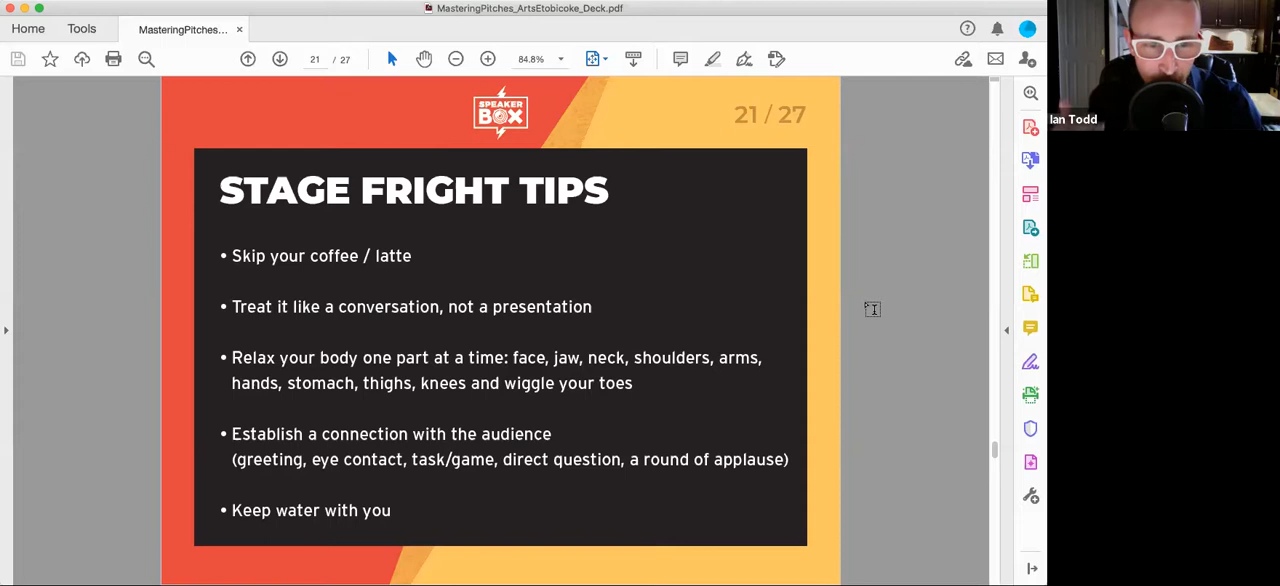 MasteringPitches_ArtsEtobicoke_Deck.pdf
Home
Tools
MasteringPitches...
21 / 27
84.8%
SPEAKER
BOX
21 / 27
STAGE FRIGHT TIPS
• Skip your coffee / latte
• Treat it like a conversation, not a presentation
• Relax your body one part at a time: face, jaw, neck, shoulders, arms,
hands, stomach, thighs, knees and wiggle your toes
• Establish a connection with the audience
(greeting, eye contact, task/game, direct question, a round of applause)
• Keep water with you
Ian Todd